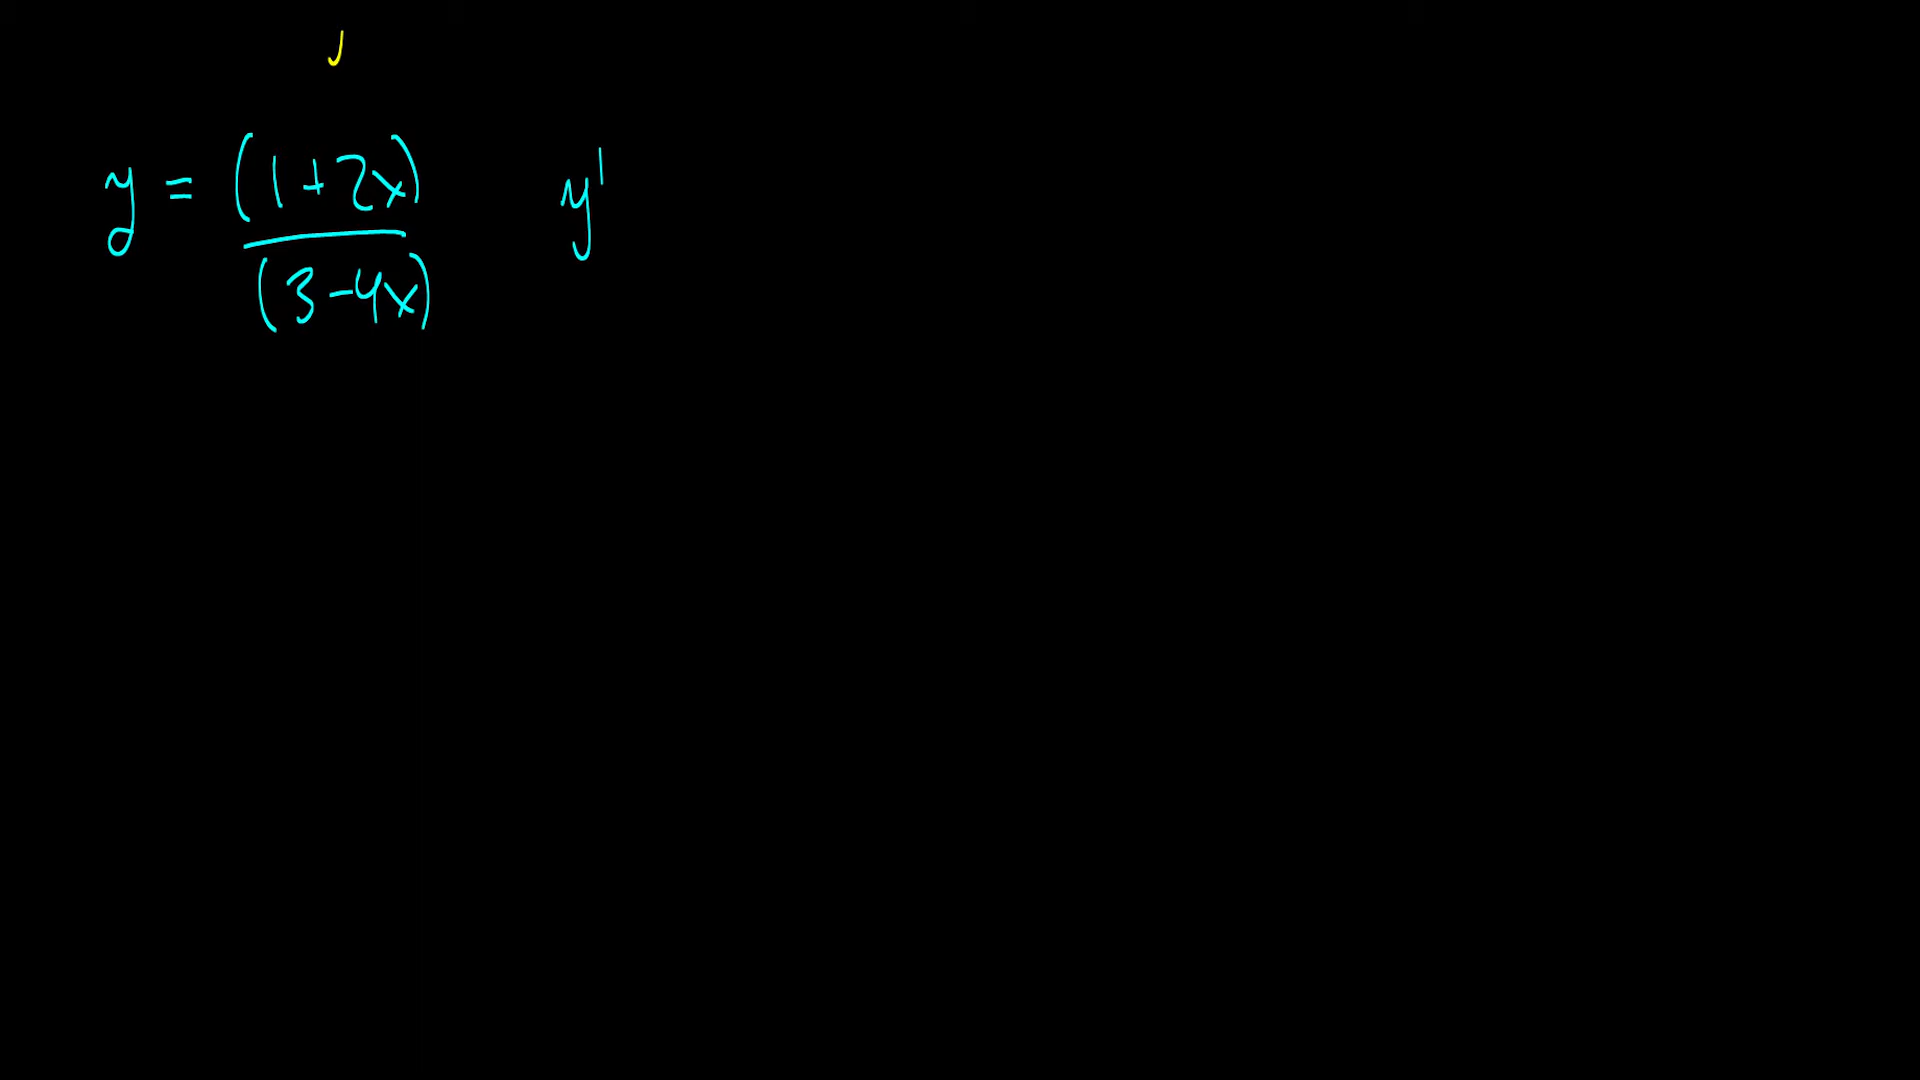 y = (1+2x)/(3-4x) y'